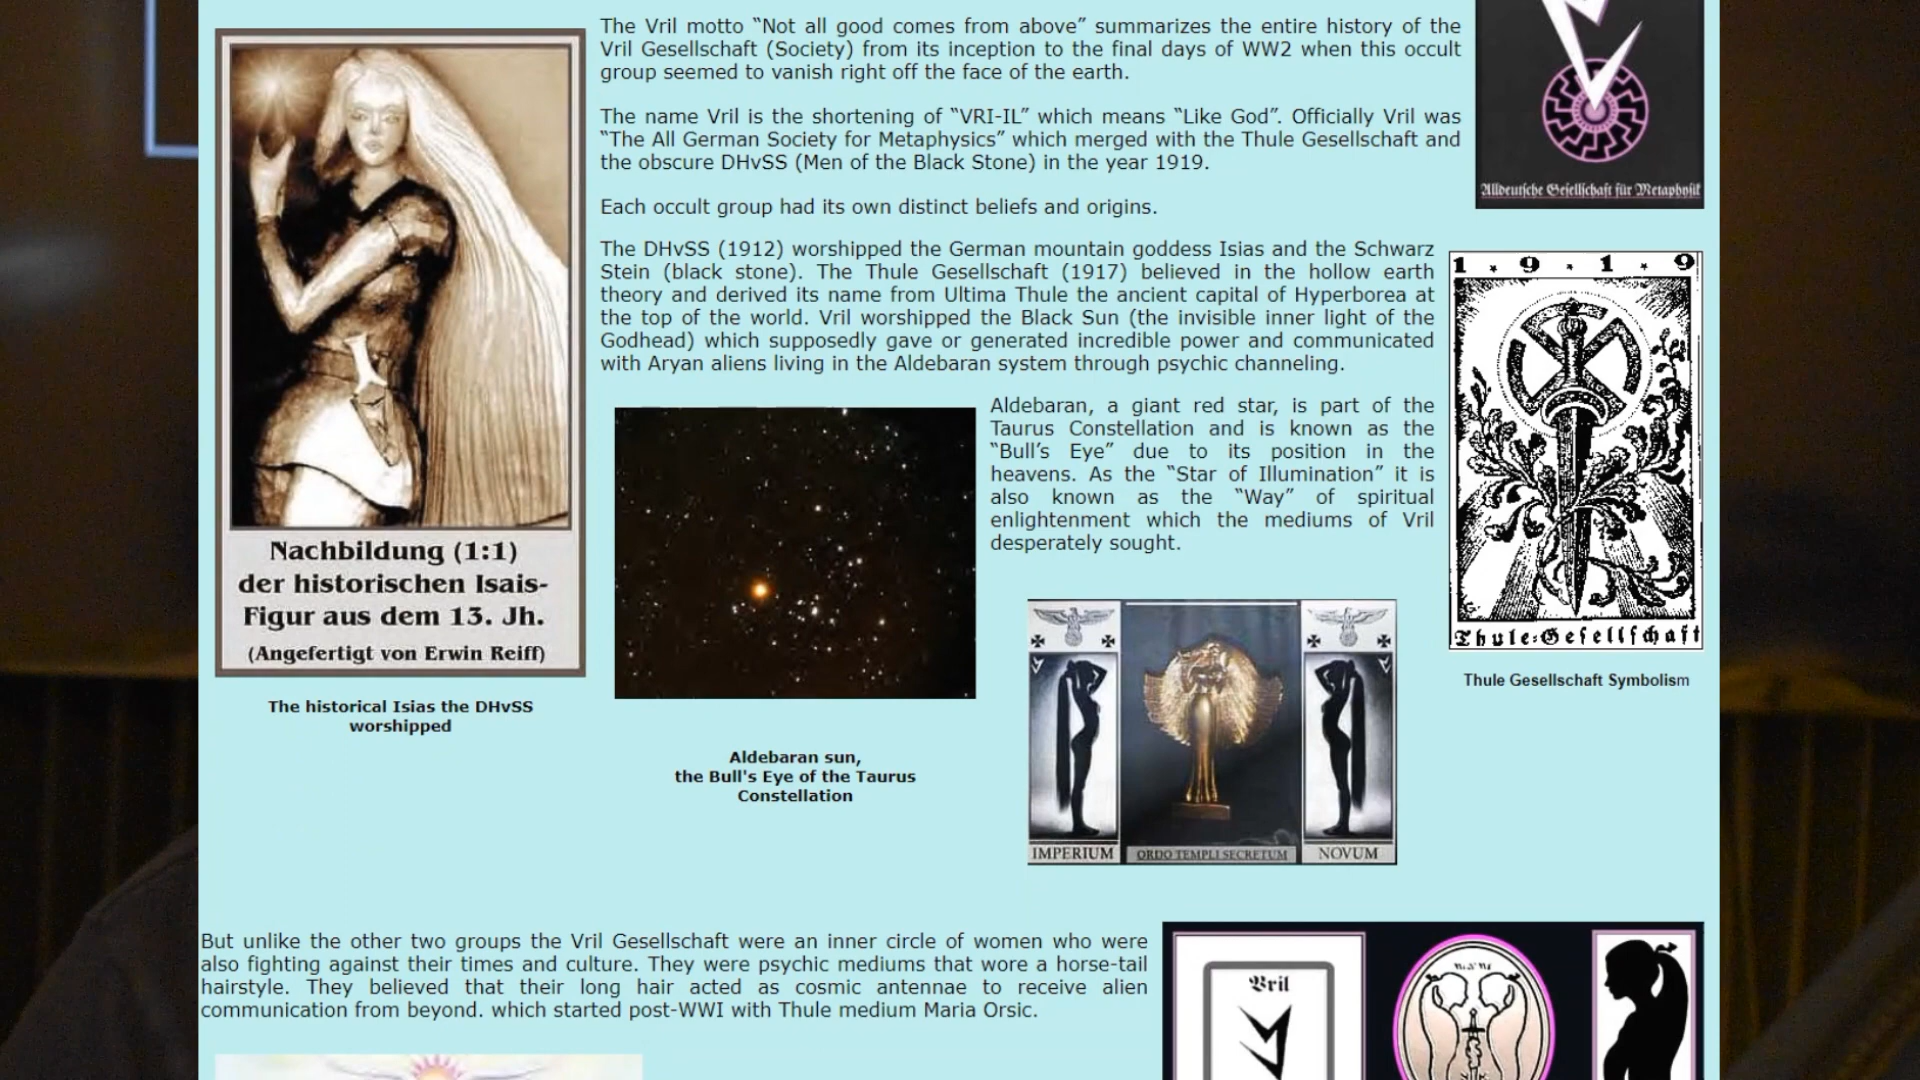 The Vril motto “Not all good comes from above” summarizes the entire history of the
Vril Gesellschaft (Society) from its inception to the final days of WW2 when this occult
group seemed to vanish right off the face of the earth.
The name Vril is the shortening of “VRI-IL” which means “Like God”. Officially Vril was
“The All German Society for Metaphysics” which merged with the Thule Gesellschaft and
the obscure DHvSS (Men of the Black Stone) in the year 1919.
Each occult group had its own distinct beliefs and origins.
Alldeutsche Gesellschaft für Metaphysik
The DHvSS (1912) worshipped the German mountain goddess Isias and the Schwarz
Stein (black stone). The Thule Gesellschaft (1917) believed in the hollow earth
theory and derived its name from Ultima Thule the ancient capital of Hyperborea at
the top of the world. Vril worshipped the Black Sun (the invisible inner light of the
Godhead) which supposedly gave or generated incredible power and communicated
with Aryan aliens living in the Aldebaran system through psychic channeling.
1 . 9 . 1 . 9
Thule-Gesellschaft
Thule Gesellschaft Symbolism
Aldebaran, a giant red star, is part of the
Taurus Constellation and is known as the
“Bull’s Eye” due to its position in the
heavens. As the “Star of Illumination” it is
also known as the “Way” of spiritual
enlightenment which the mediums of Vril
desperately sought.
Nachbildung (1:1)
der historischen Isais-
Figur aus dem 13. Jh.
(Angefertigt von Erwin Reiff)
The historical Isias the DHvSS
worshipped
Aldebaran sun,
the Bull's Eye of the Taurus
Constellation
IMPERIUM
ORDO TEMPLI SECRETUM
NOVUM
But unlike the other two groups the Vril Gesellschaft were an inner circle of women who were
also fighting against their times and culture. They were psychic mediums that wore a horse-tail
hairstyle. They believed that their long hair acted as cosmic antennae to receive alien
communication from beyond. which started post-WWI with Thule medium Maria Orsic.
Vril